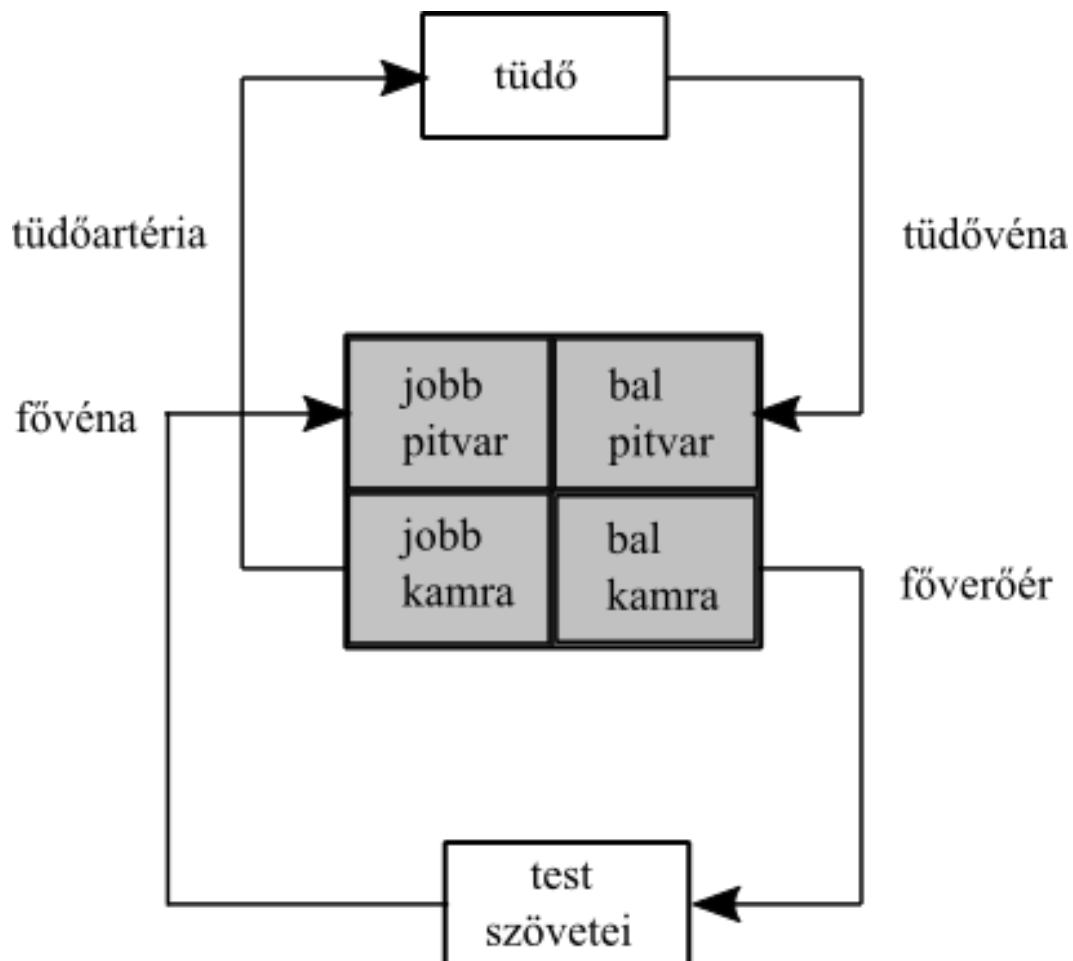 tüdő
tüdőartéria
tüdővéna
fővéna
jobb
pitvar
bal
pitvar
jobb
kamra
bal
kamra
főverőér
test
szövetei